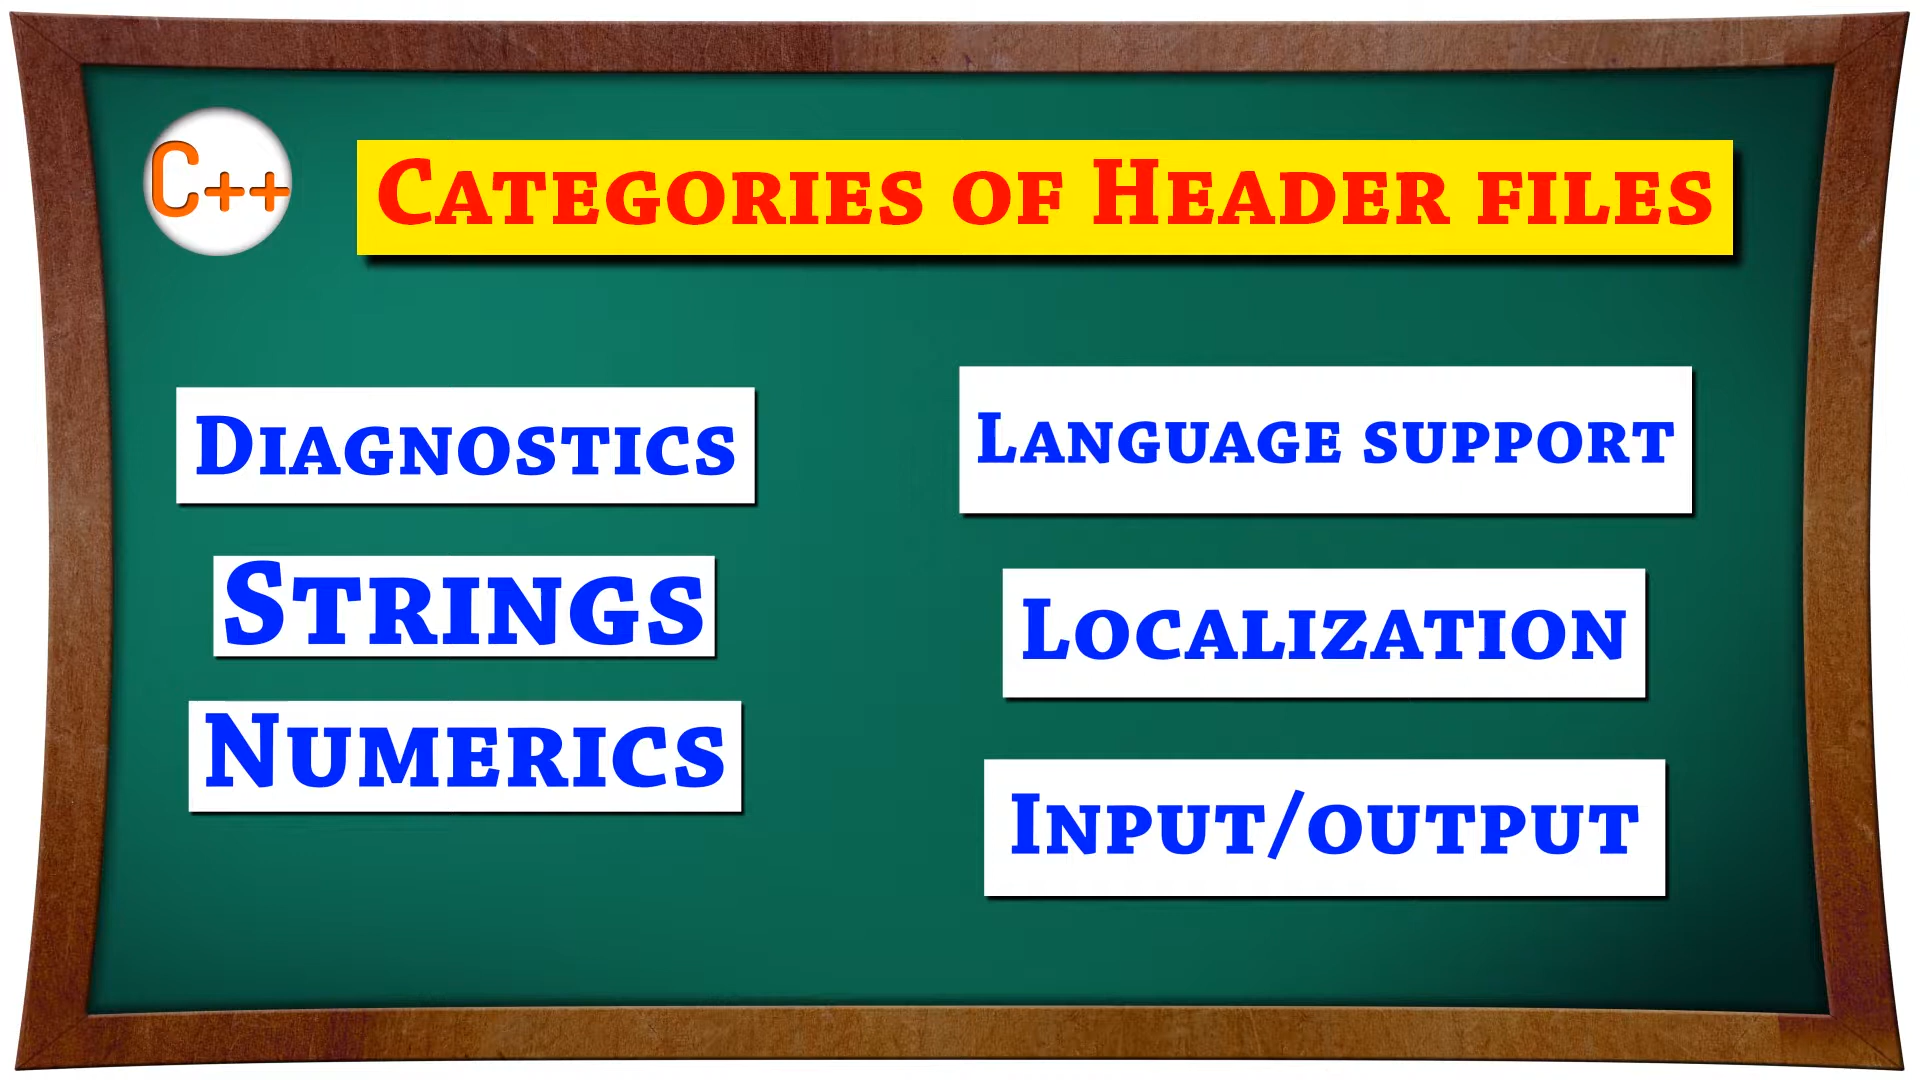 C++
Categories of Header files
Diagnostics
Strings
Numerics
Language support
Localization
Input/output